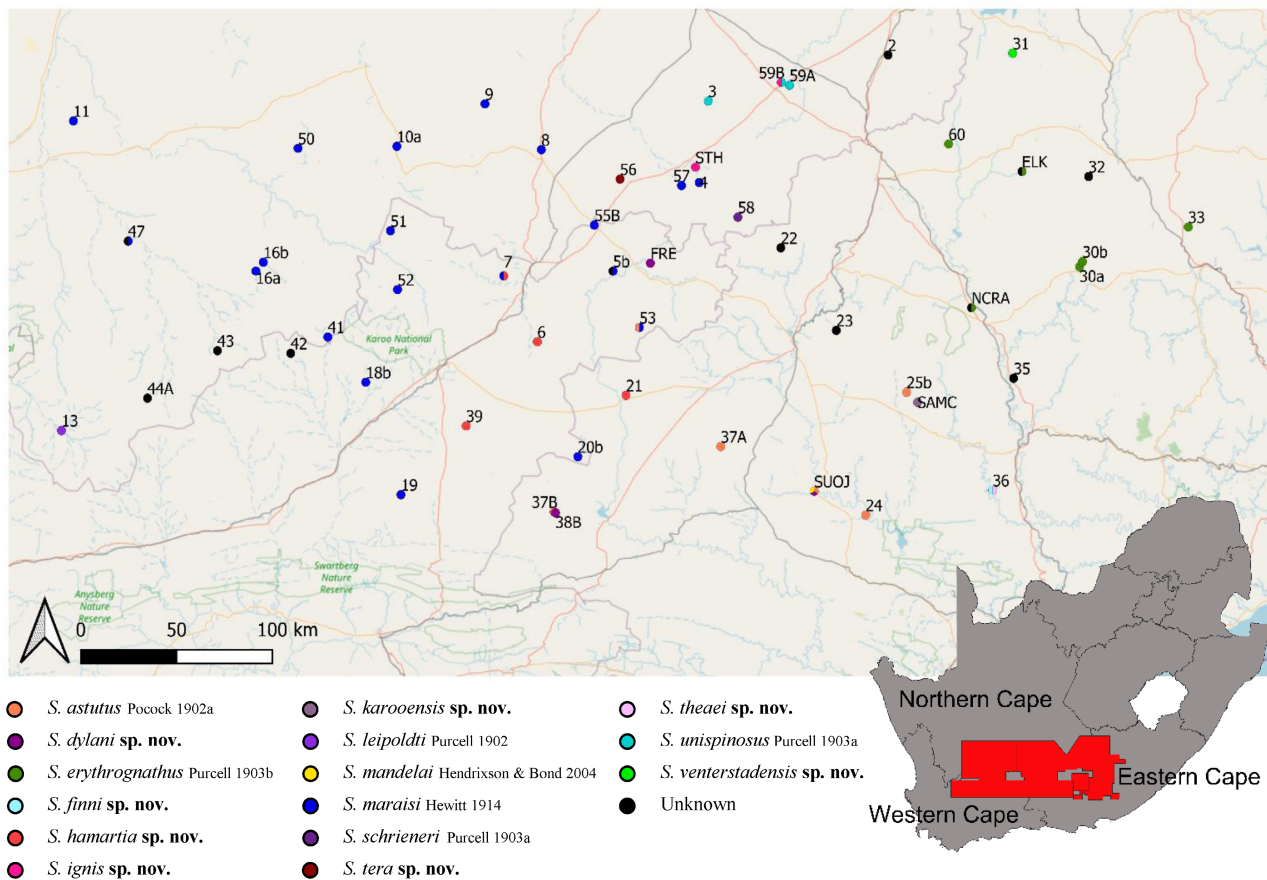 31
2
59B
59A
9
3
11
50
10a
8
60
STH
ELK
32
56
57
4
58
33
47
51
55B
22
16b
16a
7
5b
FRE
30b
30a
52
NCRA
41
6
53
23
Karoo National
Park
43
42
35
44A
18b
21
25b
SAMC
13
39
37A
20b
19
SUOJ
36
37B
38B
24
Swartberg
Nature
Reserve
Anysberg
Nature
Reserve
0 50 100 km
Northern Cape
Eastern Cape
Western Cape
S. astutus Pocock 1902a
S. dylani sp. nov.
S. erythrognathus Purcell 1903b
S. finni sp. nov.
S. hamartia sp. nov.
S. ignis sp. nov.
S. karooensis sp. nov.
S. leipoldti Purcell 1902
S. mandelai Hendrixson & Bond 2004
S. maraisi Hewitt 1914
S. schrieneri Purcell 1903a
S. tera sp. nov.
S. theaei sp. nov.
S. unispinosus Purcell 1903a
S. venterstadensis sp. nov.
Unknown